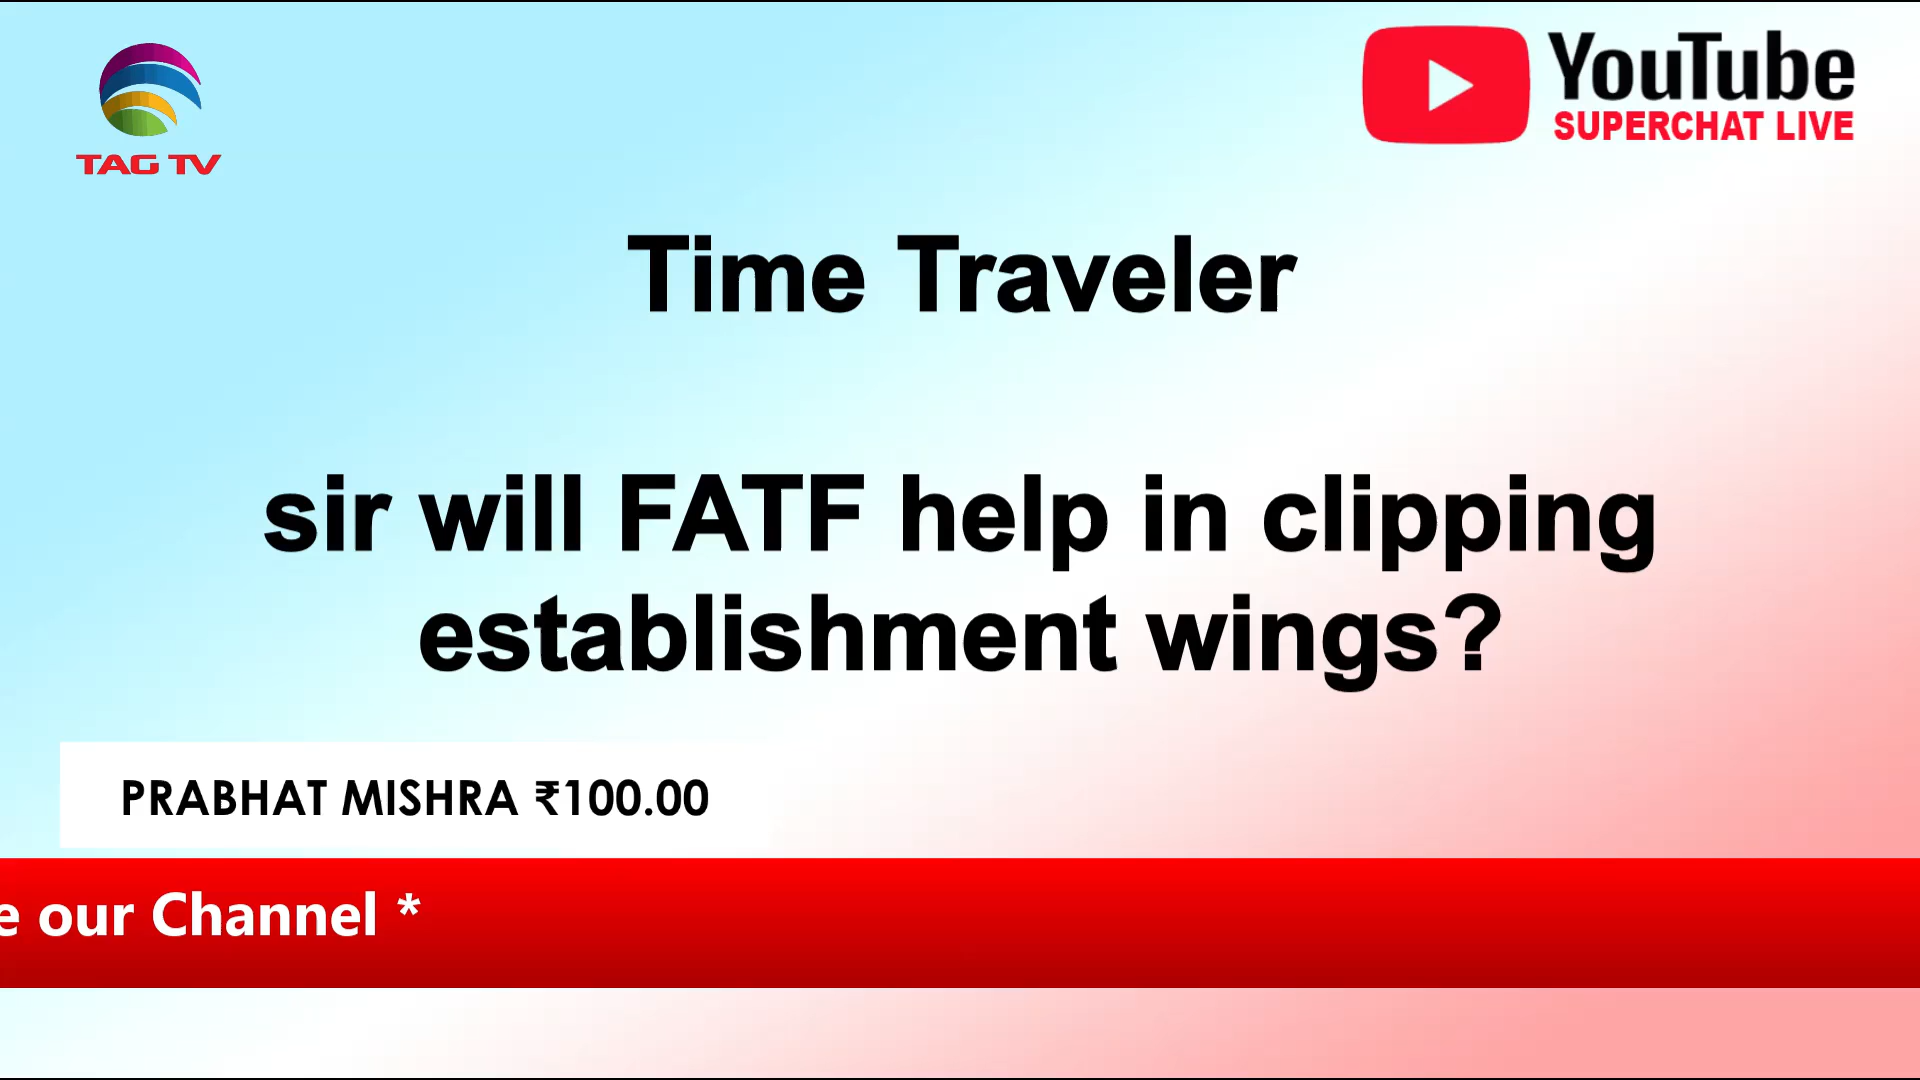 TAG TV
YouTube
SUPERCHAT LIVE
Time Traveler
sir will FATF help in clipping
establishment wings?
PRABHAT MISHRA ₹100.00
e our Channel *